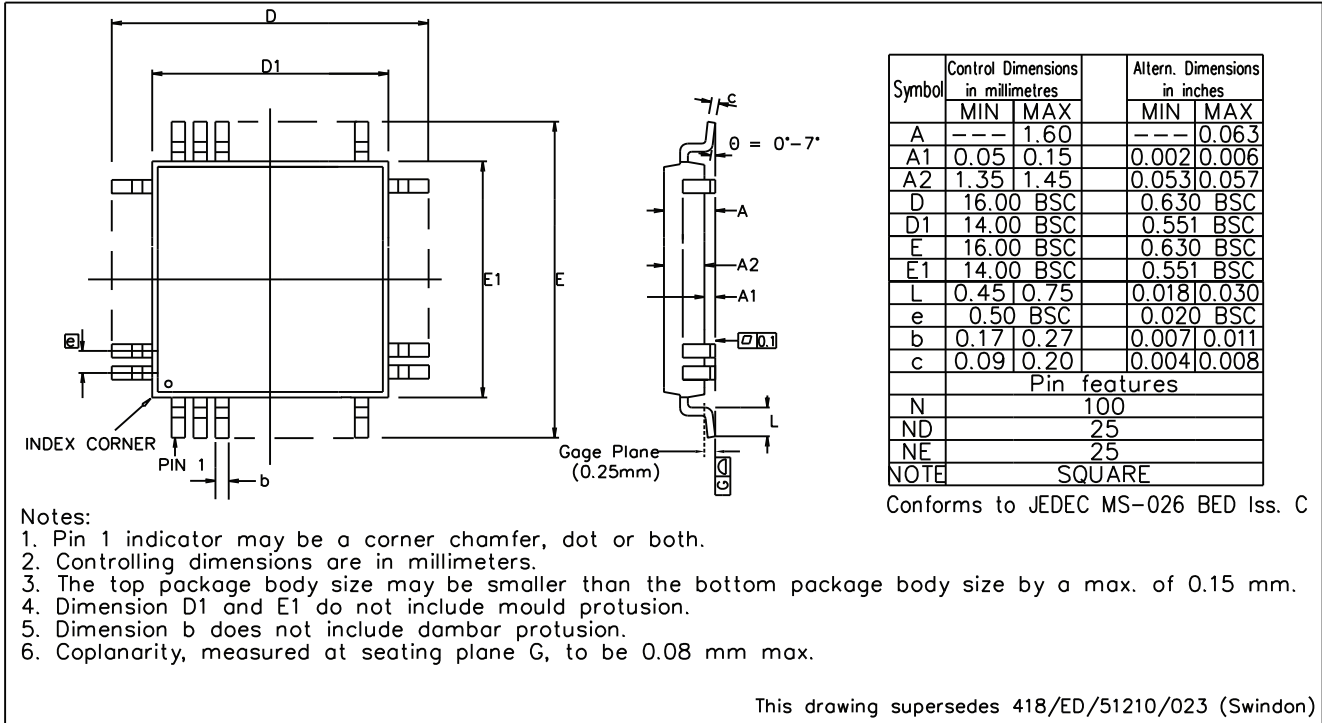 D
D1
E1
E
e
INDEX CORNER
PIN 1
b
c
θ = 0°-7°
A
A2
A1
0.1
L
Gage Plane
(0.25mm)
G
Symbol Control Dimensions in millimetres Altern. Dimensions in inches
MIN MAX MIN MAX
A --- 1.60 --- 0.063
A1 0.05 0.15 0.002 0.006
A2 1.35 1.45 0.053 0.057
D 16.00 BSC 0.630 BSC
D1 14.00 BSC 0.551 BSC
E 16.00 BSC 0.630 BSC
E1 14.00 BSC 0.551 BSC
L 0.45 0.75 0.018 0.030
e 0.50 BSC 0.020 BSC
b 0.17 0.27 0.007 0.011
c 0.09 0.20 0.004 0.008
Pin features
N 100
ND 25
NE 25
NOTE SQUARE
Conforms to JEDEC MS-026 BED Iss. C
Notes:
1. Pin 1 indicator may be a corner chamfer, dot or both.
2. Controlling dimensions are in millimeters.
3. The top package body size may be smaller than the bottom package body size by a max. of 0.15 mm.
4. Dimension D1 and E1 do not include mould protusion.
5. Dimension b does not include dambar protusion.
6. Coplanarity, measured at seating plane G, to be 0.08 mm max.
This drawing supersedes 418/ED/51210/023 (Swindon)